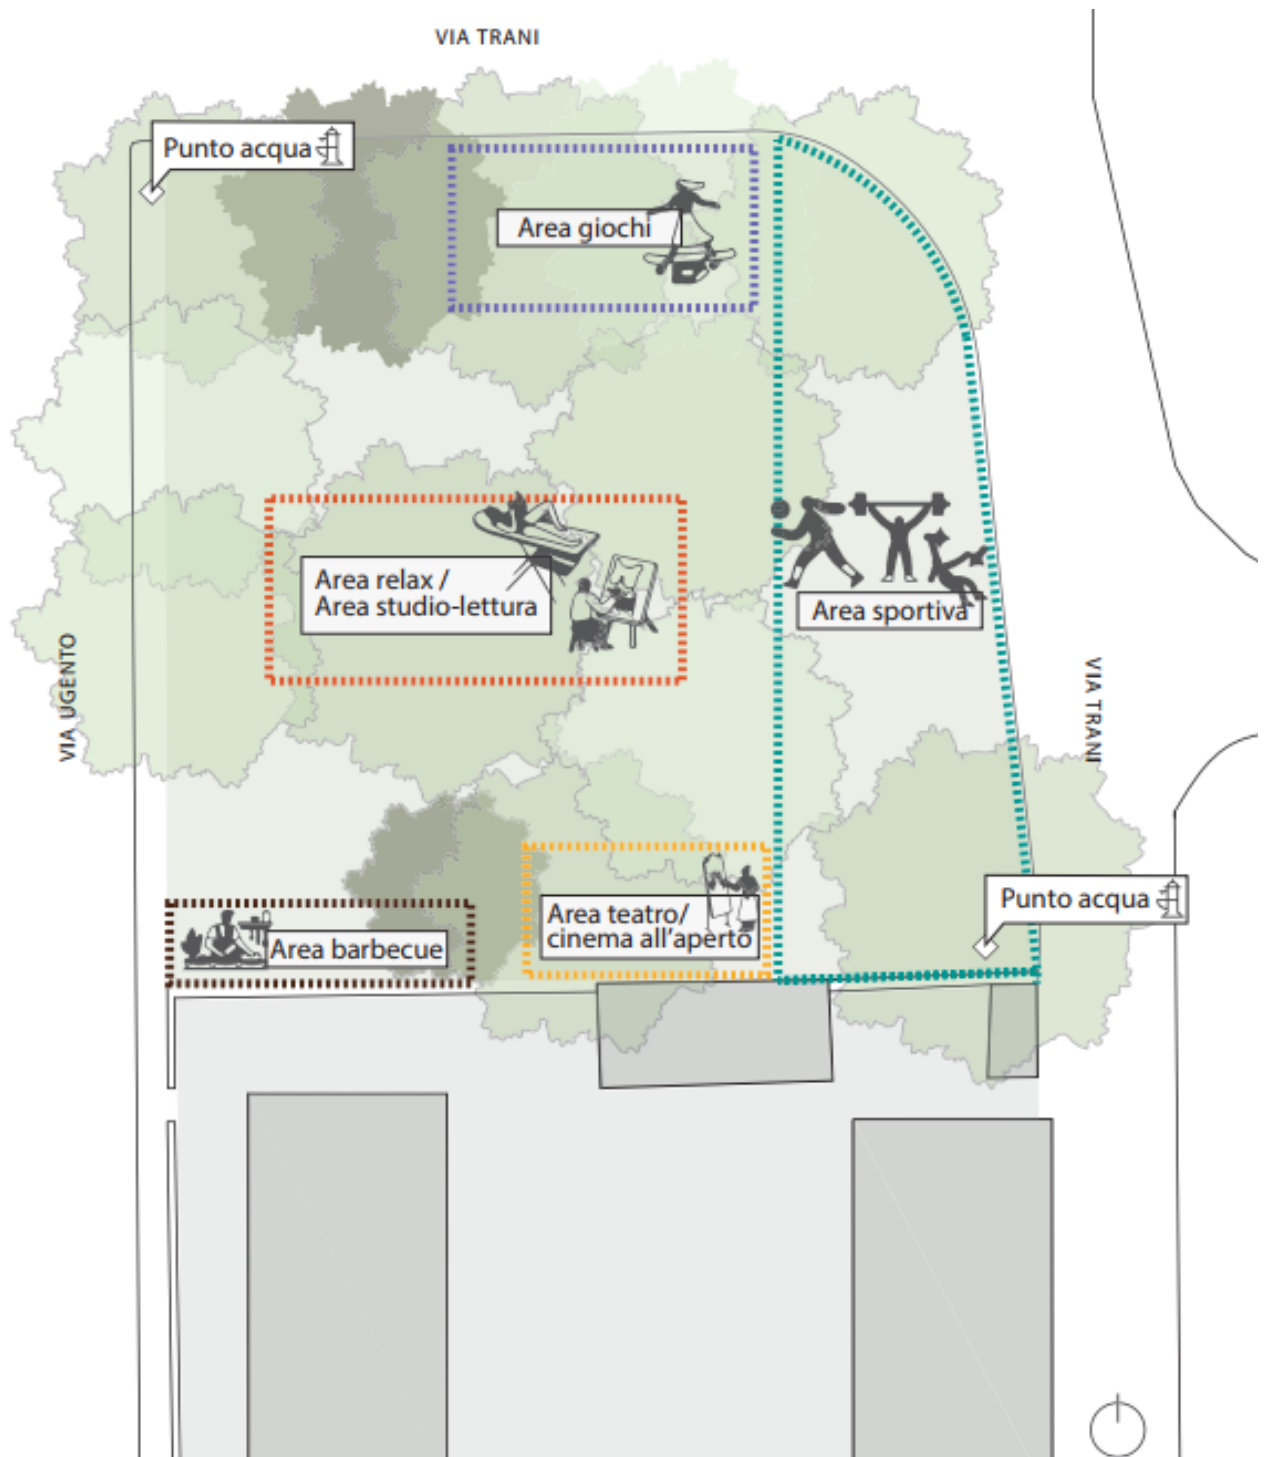 VIA TRANI
Punto acqua
Area giochi
Area relax /
Area studio-lettura
Area sportiva
VIA UGENTO
VIA TRANI
Punto acqua
Area teatro/
cinema all'aperto
Area barbecue